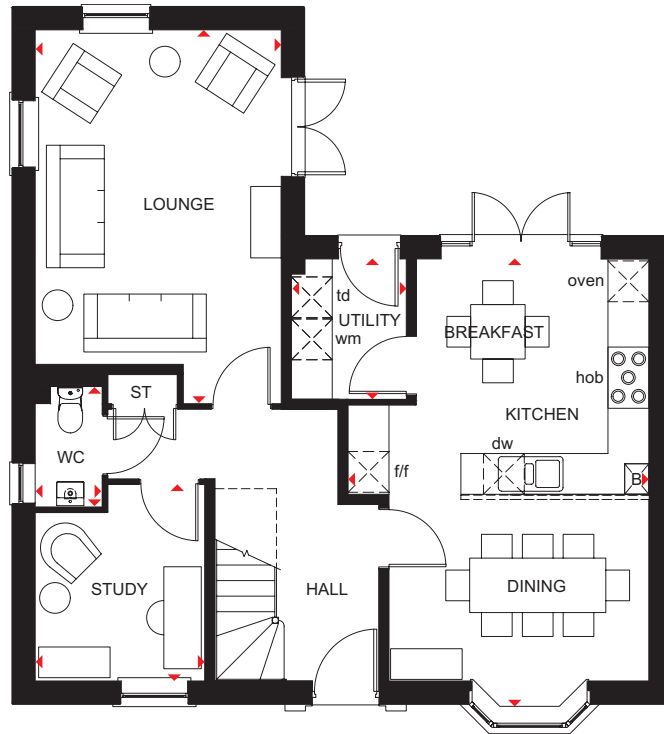 LOUNGE
td
UTILITY
wm
oven
BREAKFAST
hob
KITCHEN
ST
WC
f/f
dw
B
STUDY
HALL
DINING